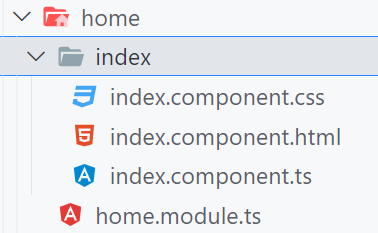 home
index
index.component.css
index.component.html
index.component.ts
home.module.ts